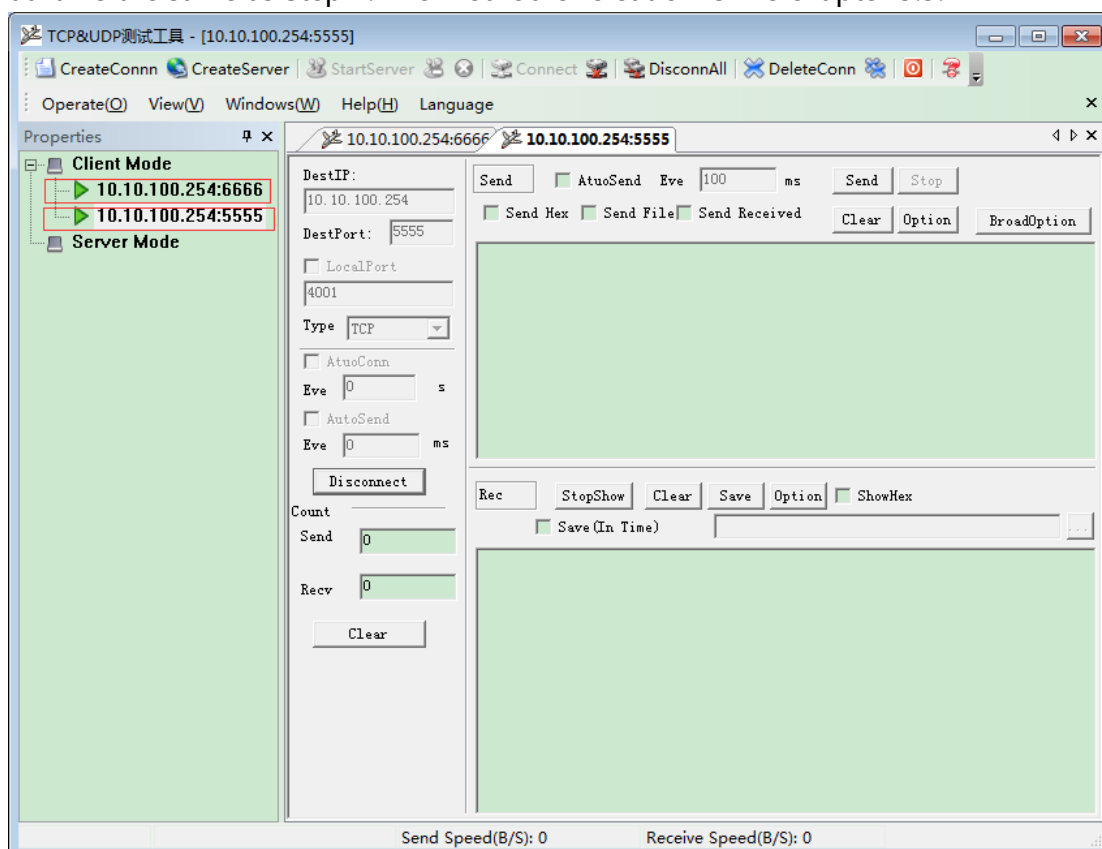 TCP&UDP测试工具 - [10.10.100.254:5555]
CreateConnn CreateServer StartServer Connect DisconnAll DeleteConn
Operate(O) View(V) Windows(W) Help(H) Language
Properties
10.10.100.254:6666 10.10.100.254:5555
Client Mode
10.10.100.254:6666
10.10.100.254:5555
Server Mode
DestIP:
10.10.100.254
DestPort: 5555
LocalPort
4001
Type TCP
AtuoConn
Eve 0 s
AutoSend
Eve 0 ms
Disconnect
Count
Send 0
Recv 0
Clear
Send AtuoSend Eve 100 ms Send Stop
Send Hex Send File Send Received Clear Option BroadOption
Rec StopShow Clear Save Option ShowHex
Save(In Time) ...
Send Speed(B/S): 0 Receive Speed(B/S): 0